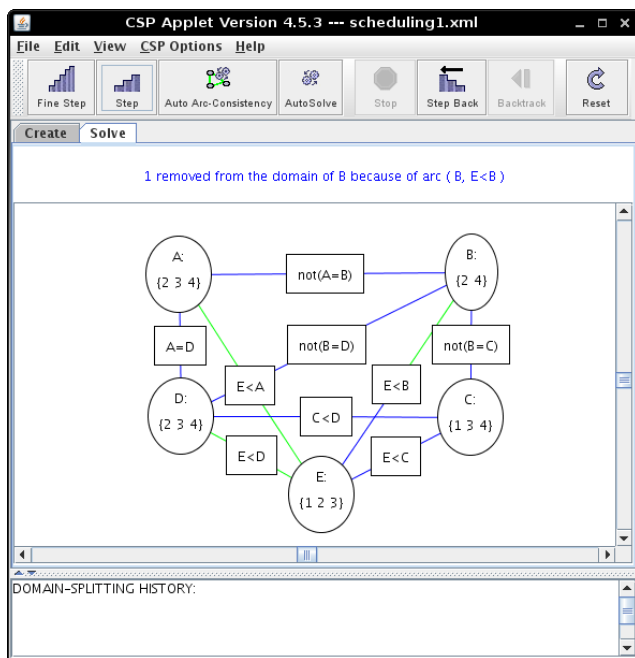 CSP Applet Version 4.5.3 --- scheduling1.xml
File Edit View CSP Options Help
Fine Step Step Auto Arc-Consistency AutoSolve Stop Step Back Backtrack Reset
Create Solve
1 removed from the domain of B because of arc ( B, E<B )
A:
{2 3 4}
not(A=B)
B:
{2 4}
A=D
not(B=D)
not(B=C)
E<A
E<B
D:
{2 3 4}
C<D
C:
{1 3 4}
E<D
E<C
E:
{1 2 3}
DOMAIN-SPLITTING HISTORY: